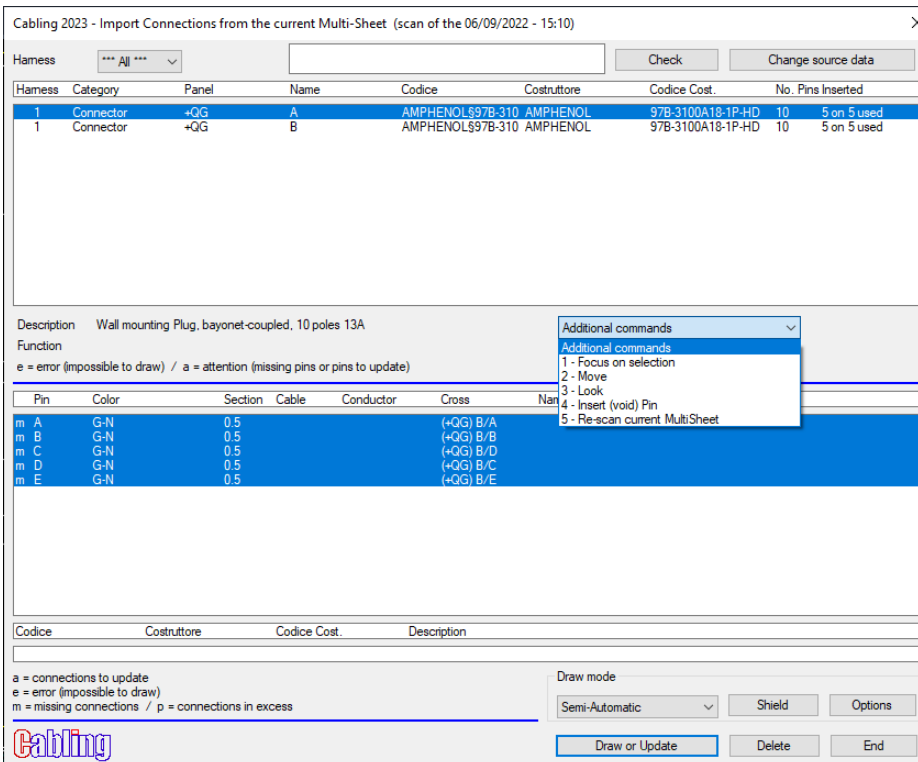 Cabling 2023 - Import Connections from the current Multi-Sheet (scan of the 06/09/2022 - 15:10)
Harness *** All *** Check Change source data
Harness Category Panel Name Codice Costruttore Codice Cost. No. Pins Inserted
1 Connector +QG A AMPHENOL§97B-310 AMPHENOL 97B-3100A18-1P-HD 10 5 on 5 used
1 Connector +QG B AMPHENOL§97B-310 AMPHENOL 97B-3100A18-1P-HD 10 5 on 5 used
Description Wall mounting Plug, bayonet-coupled, 10 poles 13A
Function
e = error (impossible to draw) / a = attention (missing pins or pins to update)
Additional commands
Additional commands
1 - Focus on selection
2 - Move
3 - Look
4 - Insert (void) Pin
5 - Re-scan current MultiSheet
Pin Color Section Cable Conductor Cross
m A G-N 0.5 (+QG) B/A
m B G-N 0.5 (+QG) B/B
m C G-N 0.5 (+QG) B/D
m D G-N 0.5 (+QG) B/C
m E G-N 0.5 (+QG) B/E
Codice Costruttore Codice Cost. Description
a = connections to update
e = error (impossible to draw)
m = missing connections / p = connections in excess
Draw mode
Semi-Automatic Shield Options
Cabling
Draw or Update Delete End